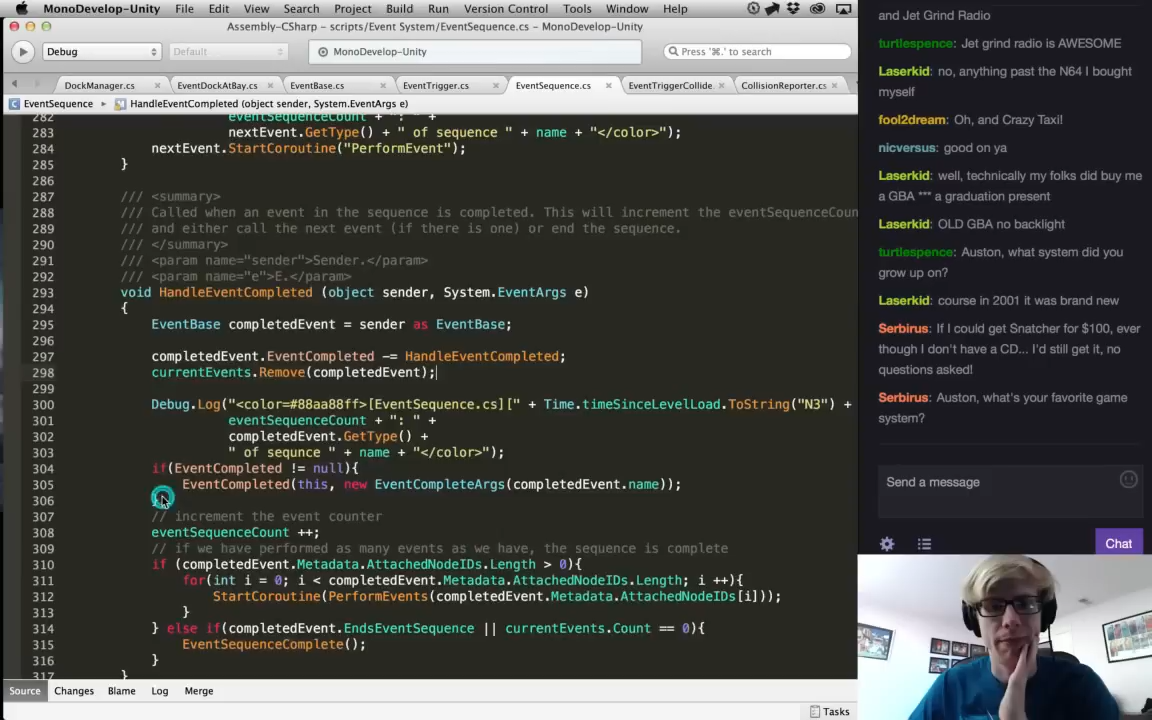 MonoDevelop-Unity File Edit View Search Project Build Run Version Control Tools Window Help
Assembly-CSharp - scripts/Event System/EventSequence.cs - MonoDevelop-Unity
Debug Default MonoDevelop-Unity Press '⌘.' to search
DockManager.cs EventDockAtBay.cs EventBase.cs EventTrigger.cs EventSequence.cs EventTriggerCollide. CollisionReporter.cs
EventSequence HandleEventCompleted (object sender, System.EventArgs e)
282 eventSequenceCount + ": " +
283 nextEvent.GetType() + " of sequence " + name + "</color>");
284 nextEvent.StartCoroutine("PerformEvent");
285 }
286
287 /// <summary>
288 /// Called when an event in the sequence is completed. This will increment the eventSequenceCoun
289 /// and either call the next event (if there is one) or end the sequence.
290 /// </summary>
291 /// <param name="sender">Sender.</param>
292 /// <param name="e">E.</param>
293 void HandleEventCompleted (object sender, System.EventArgs e)
294 {
295 EventBase completedEvent = sender as EventBase;
296
297 completedEvent.EventCompleted -= HandleEventCompleted;
298 currentEvents.Remove(completedEvent);
299
300 Debug.Log("<color=#88aa88ff>[EventSequence.cs][" + Time.timeSinceLevelLoad.ToString("N3") +
301 eventSequenceCount + ": " +
302 completedEvent.GetType() +
303 " of sequnce " + name + "</color>");
304 if(EventCompleted != null){
305 EventCompleted(this, new EventCompleteArgs(completedEvent.name));
306 }
307 // increment the event counter
308 eventSequenceCount ++;
309 // if we have performed as many events as we have, the sequence is complete
310 if (completedEvent.Metadata.AttachedNodeIDs.Length > 0){
311 for(int i = 0; i < completedEvent.Metadata.AttachedNodeIDs.Length; i ++){
312 StartCoroutine(PerformEvents(completedEvent.Metadata.AttachedNodeIDs[i]));
313 }
314 } else if(completedEvent.EndsEventSequence || currentEvents.Count == 0){
315 EventSequenceComplete();
316 }
317 }
Source Changes Blame Log Merge
Tasks
and Jet Grind Radio
turtlespence: Jet grind radio is AWESOME
Laserkid: no, anything past the N64 I bought
myself
fool2dream: Oh, and Crazy Taxi!
nicversus: good on ya
Laserkid: well, technically my folks did buy me
a GBA *** a graduation present
Laserkid: OLD GBA no backlight
turtlespence: Auston, what system did you
grow up on?
Laserkid: course in 2001 it was brand new
Serbirus: If I could get Snatcher for $100, ever
though I don't have a CD... I'd still get it, no
questions asked!
Serbirus: Auston, what's your favorite game
system?
Send a message
Chat